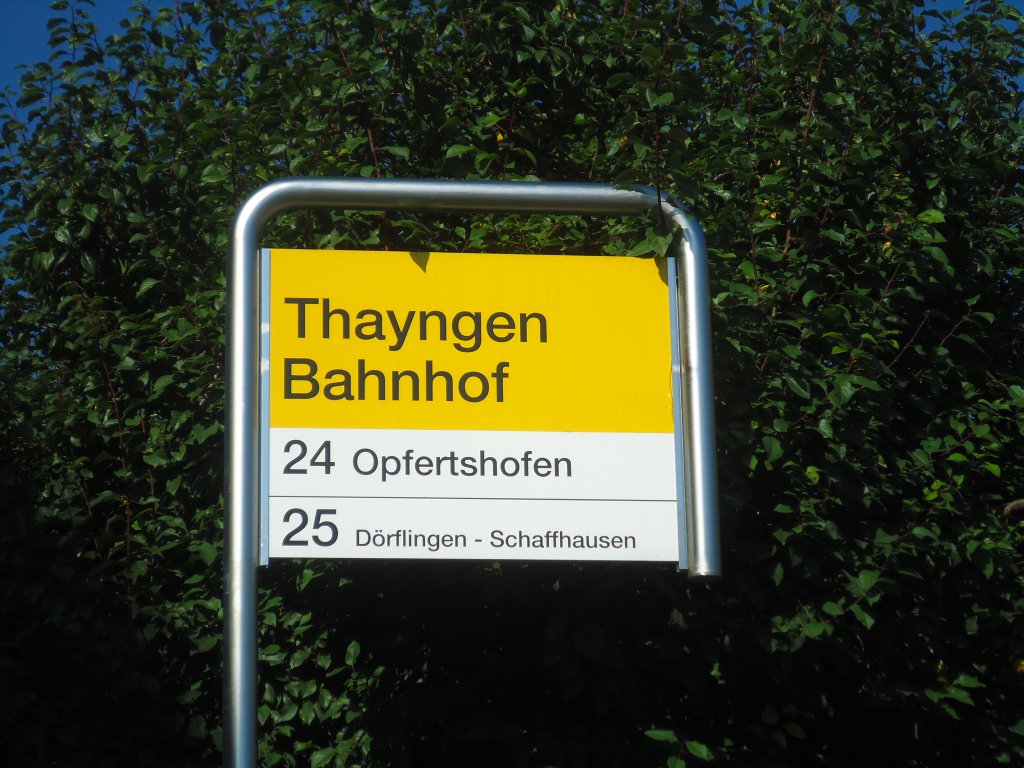 Thayngen
Bahnhof
24 Opfertshofen
25 Dörflingen - Schaffhausen